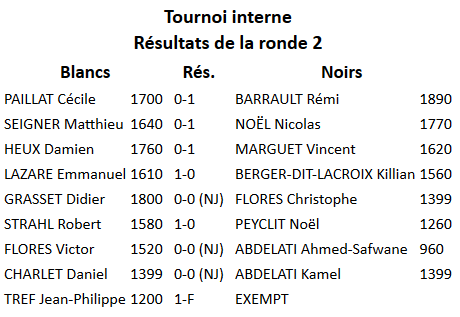 Tournoi interne
Résultats de la ronde 2
Blancs Rés. Noirs
PAILLAT Cécile 1700 0-1 BARRAULT Rémi 1890
SEIGNER Matthieu 1640 0-1 NOËL Nicolas 1770
HEUX Damien 1760 0-1 MARGUET Vincent 1620
LAZARE Emmanuel 1610 1-0 BERGER-DIT-LACROIX Killian 1560
GRASSET Didier 1800 0-0 (NJ) FLORES Christophe 1399
STRAHL Robert 1580 1-0 PEYCLIT Noël 1260
FLORES Victor 1520 0-0 (NJ) ABDELATI Ahmed-Safwane 960
CHARLET Daniel 1399 0-0 (NJ) ABDELATI Kamel 1399
TREF Jean-Philippe 1200 1-F EXEMPT